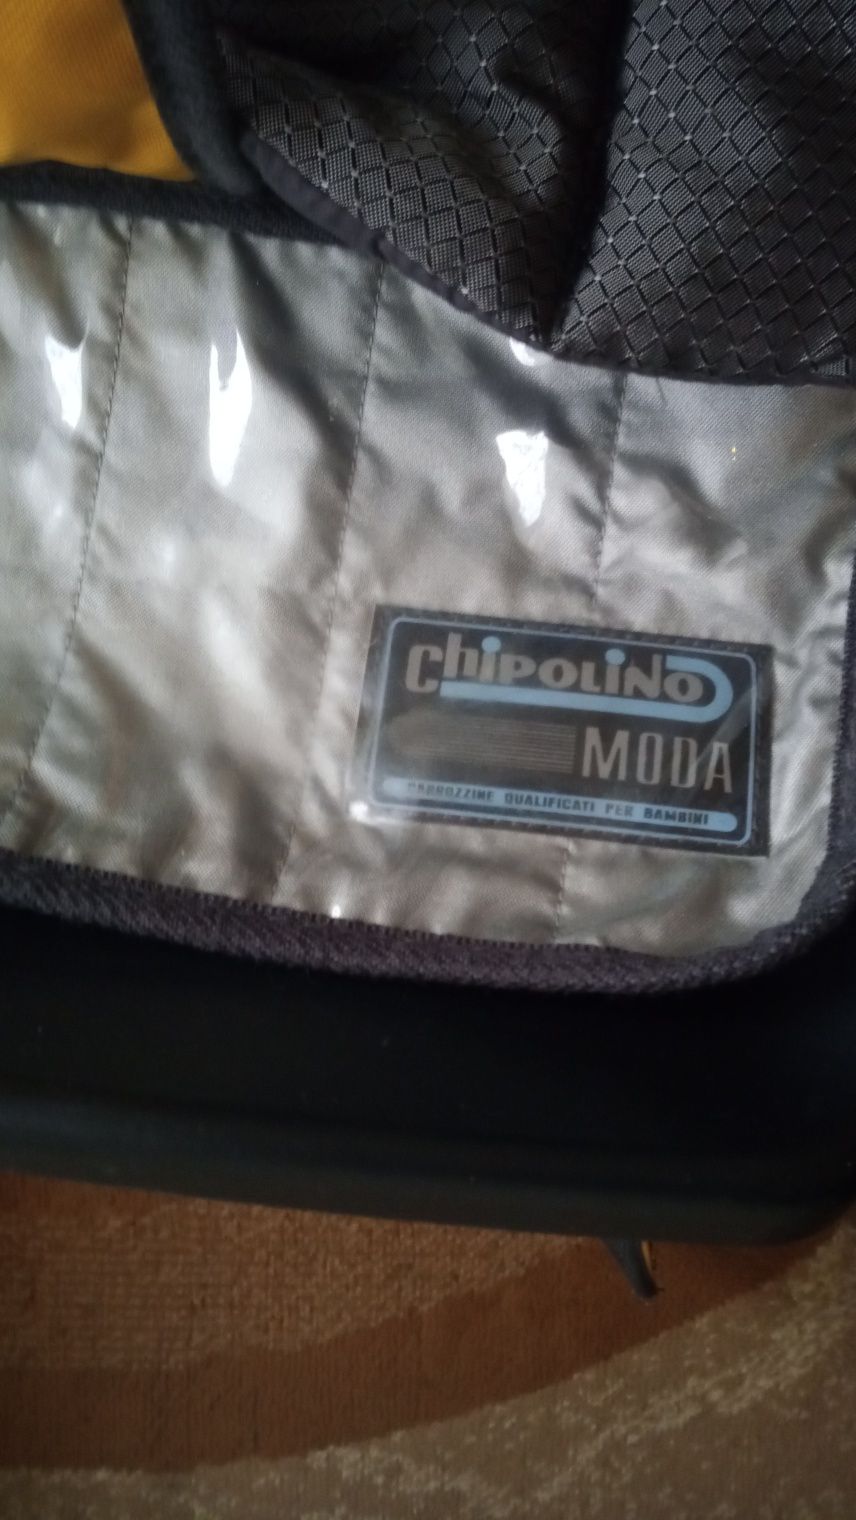 CHIPOLINO
MODA
CARROZZINE QUALIFICATI PER BAMBINI